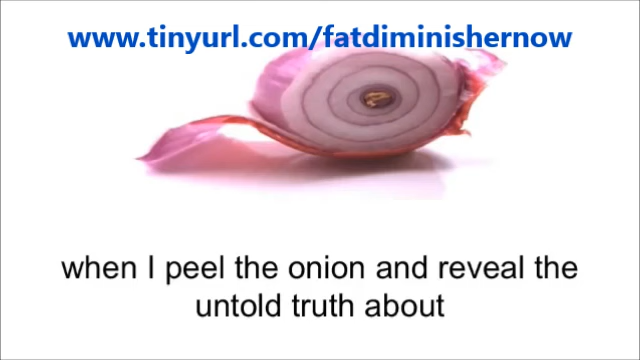 www.tinyurl.com/fatdiminishernow
when I peel the onion and reveal the
untold truth about